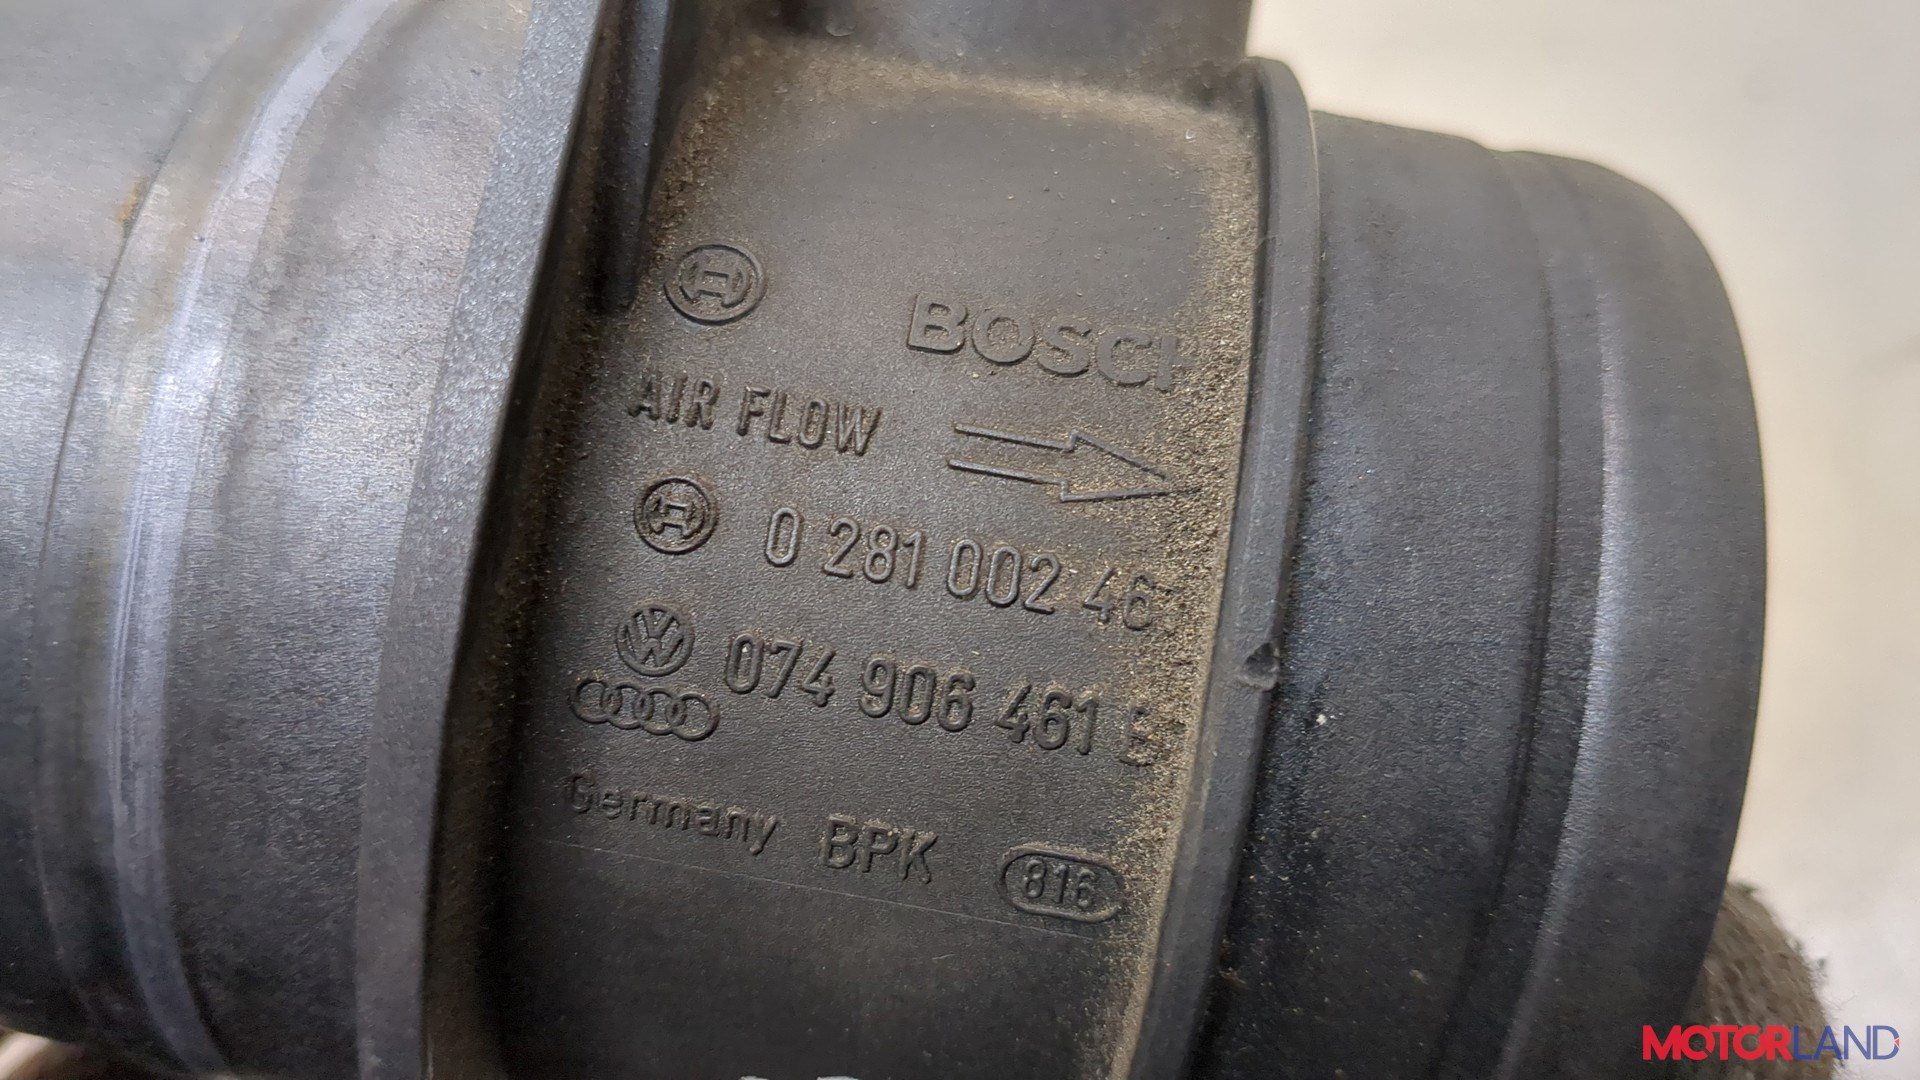 BOSCH
AIR FLOW
0 281 002 46
074 906 461 B
Germany BPK 816
MOTORLAND